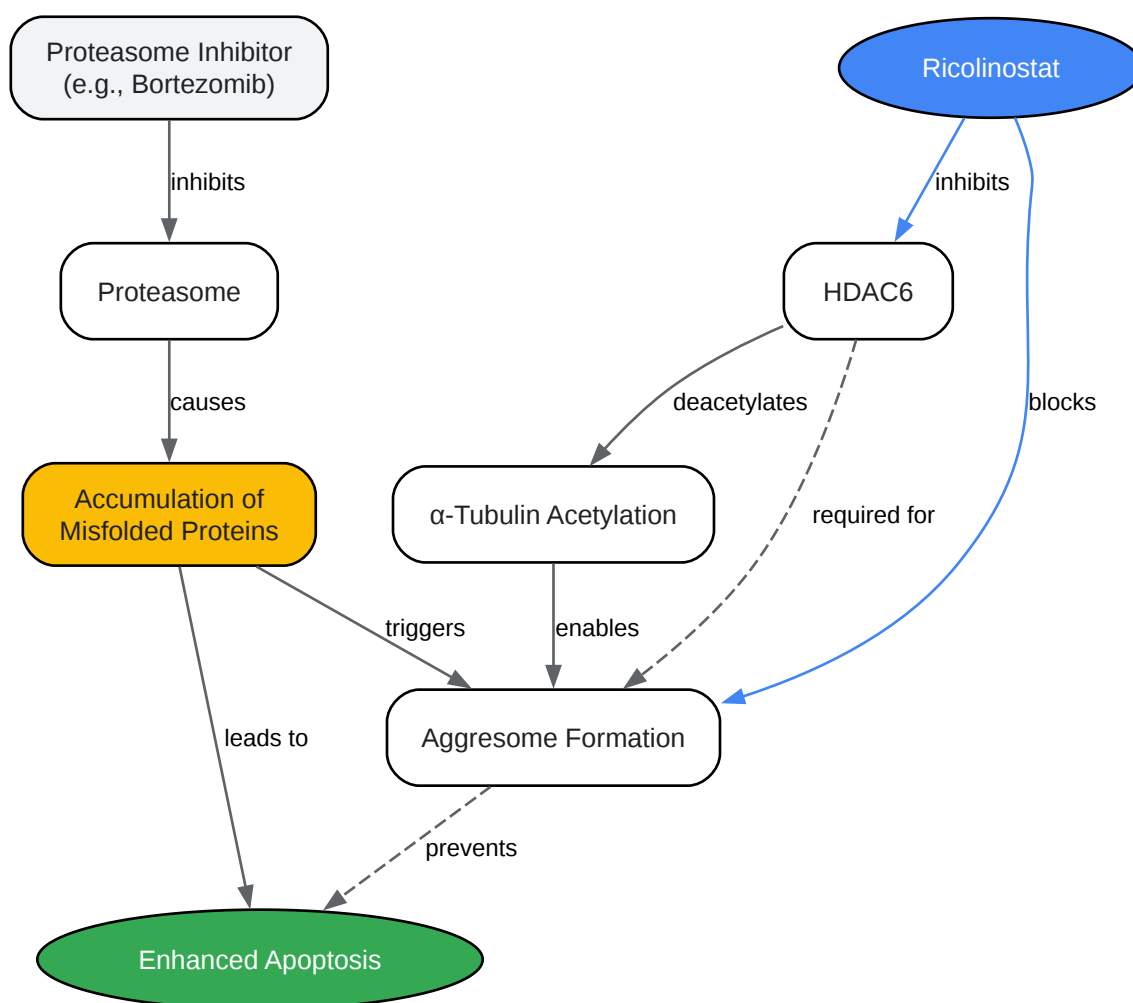 Proteasome Inhibitor
(e.g., Bortezomib)
Ricolinostat
inhibits
inhibits
Proteasome
HDAC6
causes
deacetylates
blocks
Accumulation of
Misfolded Proteins
α-Tubulin Acetylation
required for
triggers
enables
Aggresome Formation
leads to
prevents
Enhanced Apoptosis